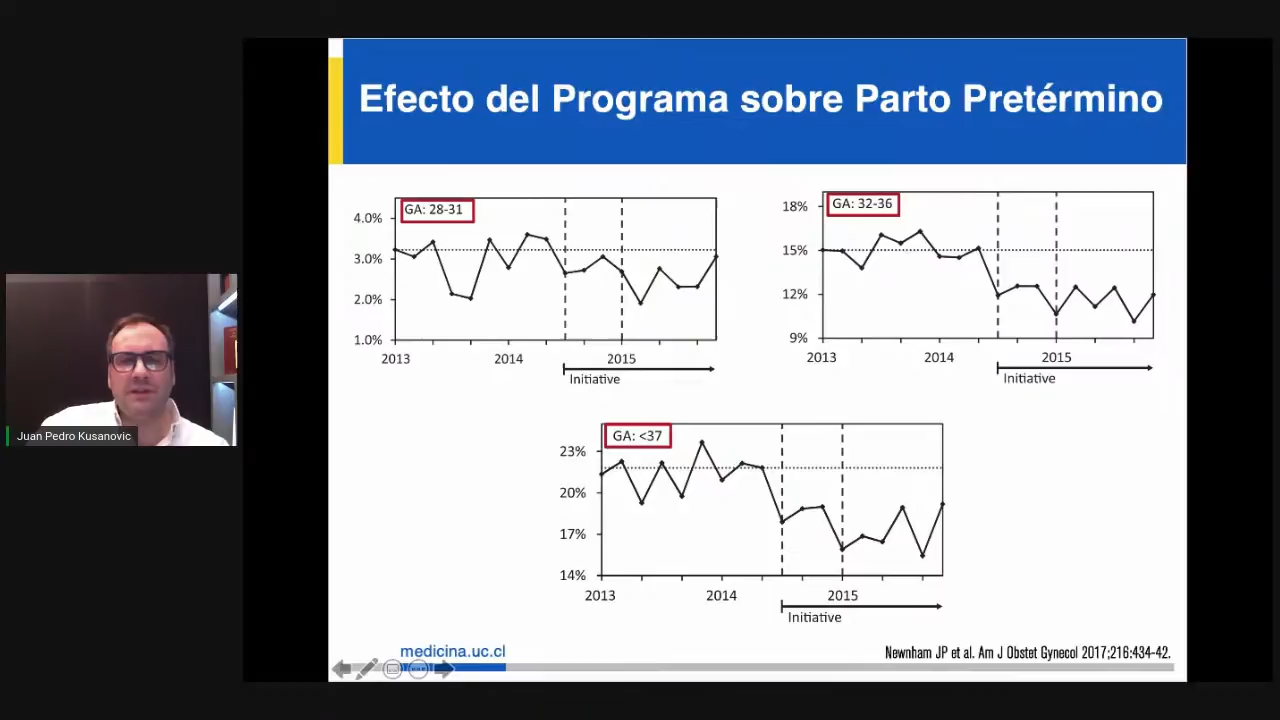 Efecto del Programa sobre Parto Pretérmino
GA: 28-31
4.0%
3.0%
2.0%
1.0%
2013 2014 2015
Initiative
GA: 32-36
18%
15%
12%
9%
2013 2014 2015
Initiative
Juan Pedro Kusanovic
GA: <37
23%
20%
17%
14%
2013 2014 2015
Initiative
medicina.uc.cl
Newnham JP et al. Am J Obstet Gynecol 2017;216:434-42.